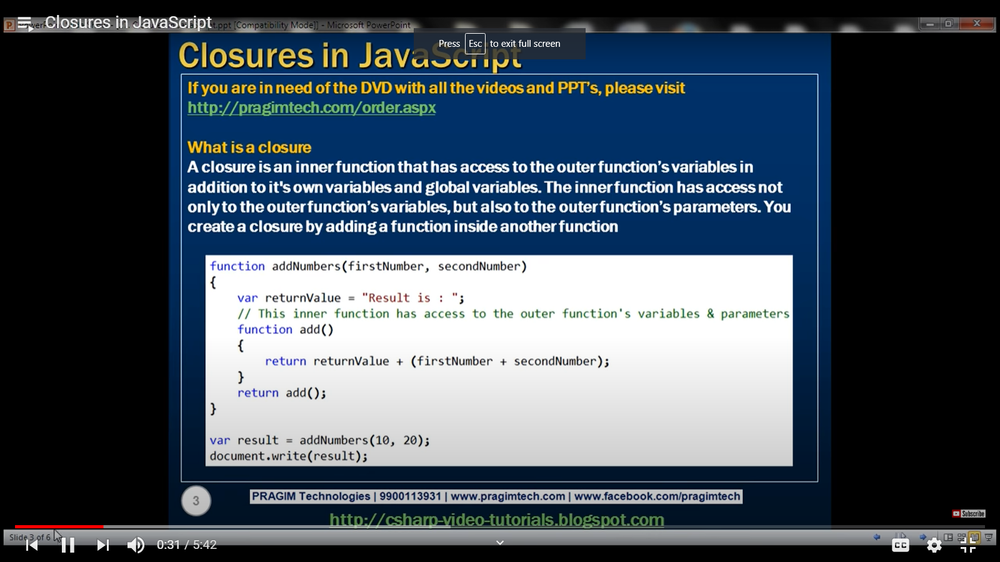 Closures in JavaScript
.ppt [Compatibility Mode] - Microsoft PowerPoint
Press Esc to exit full screen
Closures in JavaScript
If you are in need of the DVD with all the videos and PPT's, please visit
http://pragimtech.com/order.aspx
What is a closure
A closure is an inner function that has access to the outer function's variables in
addition to it's own variables and global variables. The inner function has access not
only to the outer function's variables, but also to the outer function's parameters. You
create a closure by adding a function inside another function
function addNumbers(firstNumber, secondNumber)
{
var returnValue = "Result is : ";
// This inner function has access to the outer function's variables & parameters
function add()
{
return returnValue + (firstNumber + secondNumber);
}
return add();
}
var result = addNumbers(10, 20);
document.write(result);
3
PRAGIM Technologies | 9900113931 | www.pragimtech.com | www.facebook.com/pragimtech
http://csharp-video-tutorials.blogspot.com
Subscribe
Slide 3 of 6
0:31 / 5:42
CC